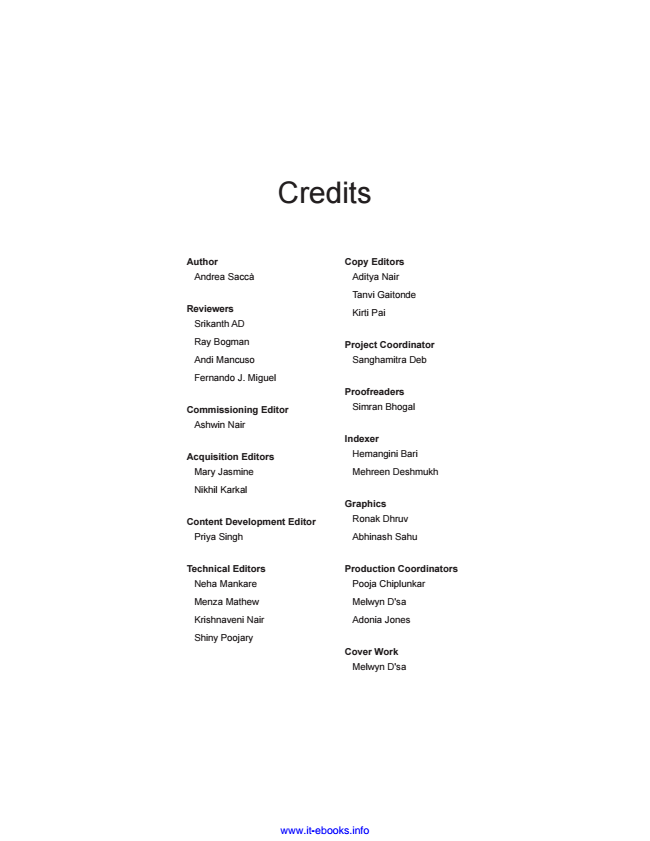 Credits
Author
Andrea Saccà
Reviewers
Srikanth AD
Ray Bogman
Andi Mancuso
Fernando J. Miguel
Commissioning Editor
Ashwin Nair
Acquisition Editors
Mary Jasmine
Nikhil Karkal
Content Development Editor
Priya Singh
Technical Editors
Neha Mankare
Menza Mathew
Krishnaveni Nair
Shiny Poojary
Copy Editors
Aditya Nair
Tanvi Gaitonde
Kirti Pai
Project Coordinator
Sanghamitra Deb
Proofreaders
Simran Bhogal
Indexer
Hemangini Bari
Mehreen Deshmukh
Graphics
Ronak Dhruv
Abhinash Sahu
Production Coordinators
Pooja Chiplunkar
Melwyn D'sa
Adonia Jones
Cover Work
Melwyn D'sa
www.it-ebooks.info